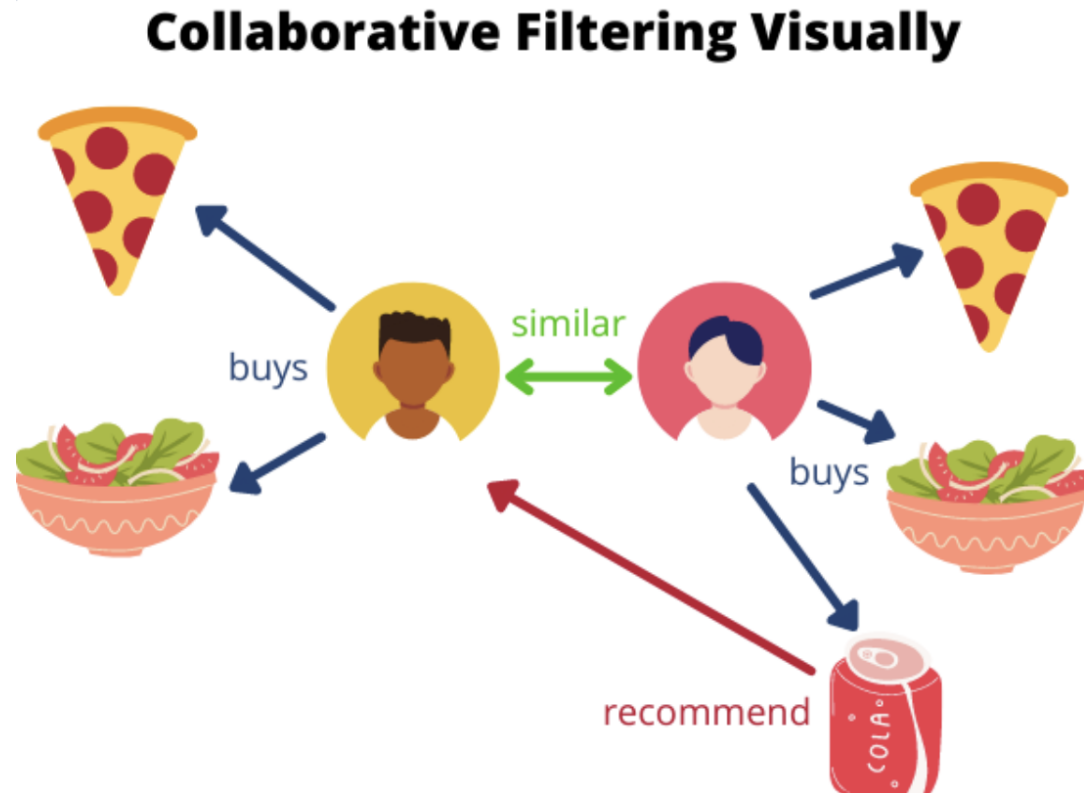 Collaborative Filtering Visually
similar
buys
buys
recommend
COLA